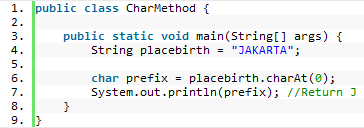 1. public class CharMethod {
2.
3.     public static void main(String[] args) {
4.         String placebirth = "JAKARTA";
5.
6.         char prefix = placebirth.charAt(0);
7.         System.out.println(prefix); //Return J
8.     }
9. }